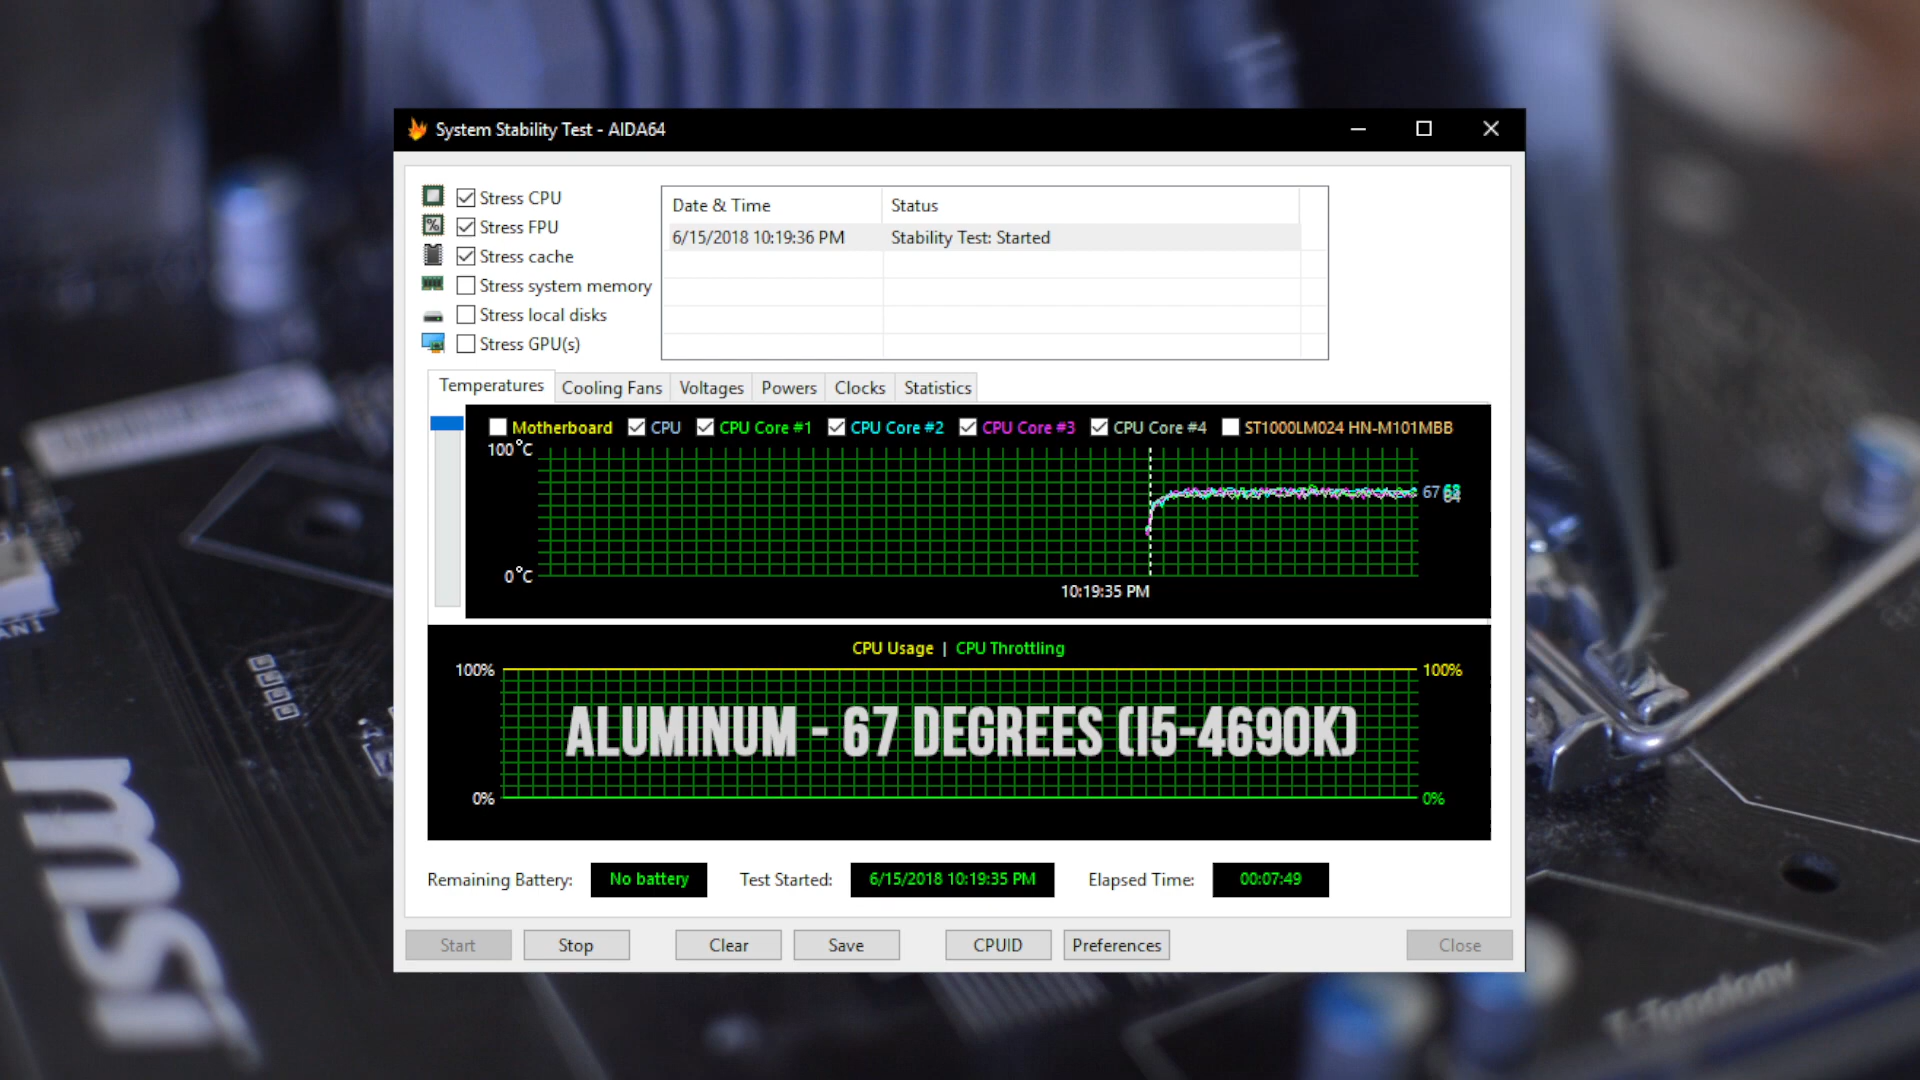 System Stability Test - AIDA64
Stress CPU
Stress FPU
Stress cache
Stress system memory
Stress local disks
Stress GPU(s)
Date & Time Status
6/15/2018 10:19:36 PM Stability Test: Started
Temperatures Cooling Fans Voltages Powers Clocks Statistics
Motherboard CPU CPU Core #1 CPU Core #2 CPU Core #3 CPU Core #4 ST1000LM024 HN-M101MBB
100°C
67
0°C
10:19:35 PM
CPU Usage | CPU Throttling
100% 100%
ALUMINUM - 67 DEGREES (I5-4690K)
0% 0%
Remaining Battery: No battery Test Started: 6/15/2018 10:19:35 PM Elapsed Time: 00:07:49
Start Stop Clear Save CPUID Preferences Close
msi